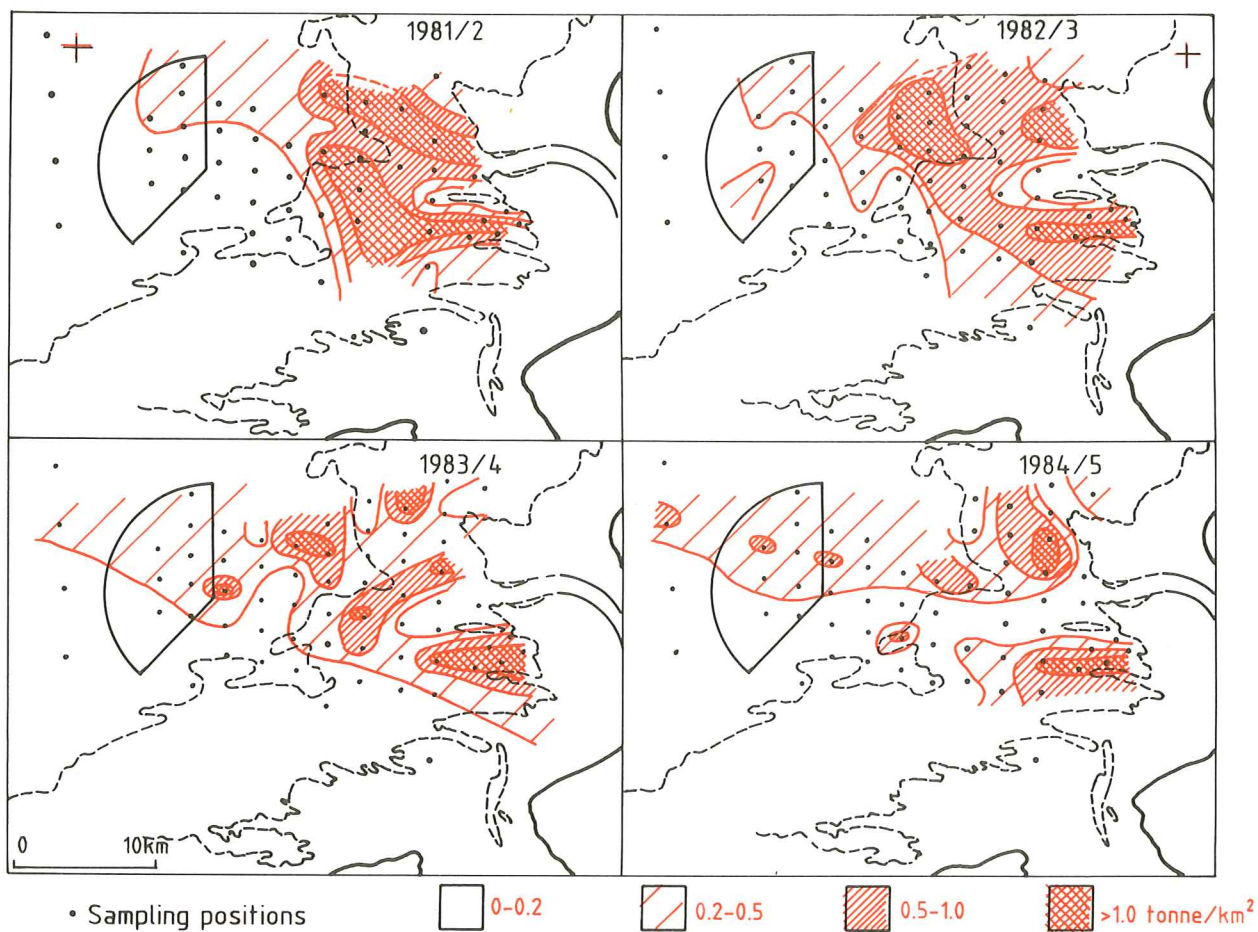 1981/2
1982/3
1983/4
1984/5
0 10km
• Sampling positions
0-0.2
0.2-0.5
0.5-1.0
>1.0 tonne/km²